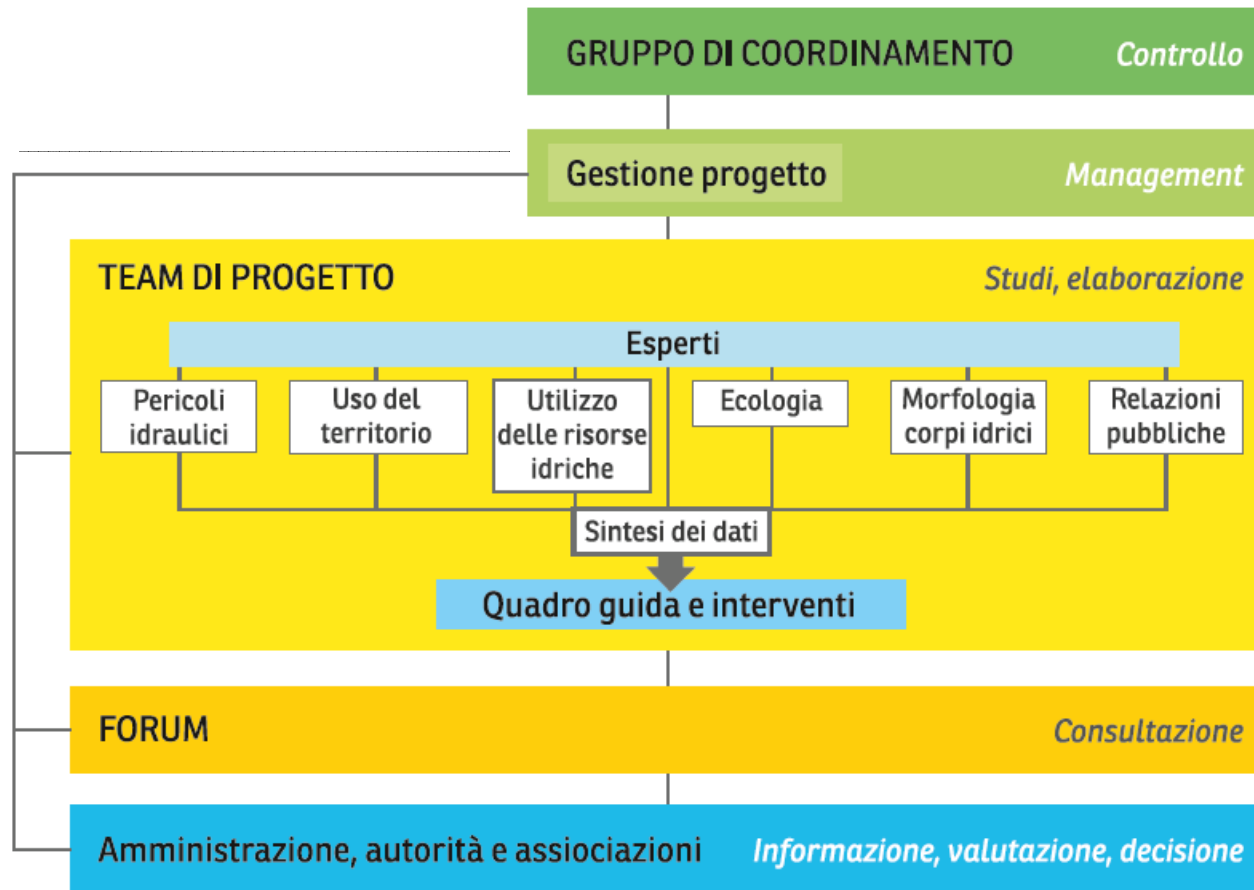 GRUPPO DI COORDINAMENTO Controllo
Gestione progetto Management
TEAM DI PROGETTO Studi, elaborazione
Esperti
Pericoli
idraulici
Uso del
territorio
Utilizzo
delle risorse
idriche
Ecologia
Morfologia
corpi idrici
Relazioni
pubbliche
Sintesi dei dati
Quadro guida e interventi
FORUM Consultazione
Amministrazione, autorità e assiociazioni Informazione, valutazione, decisione